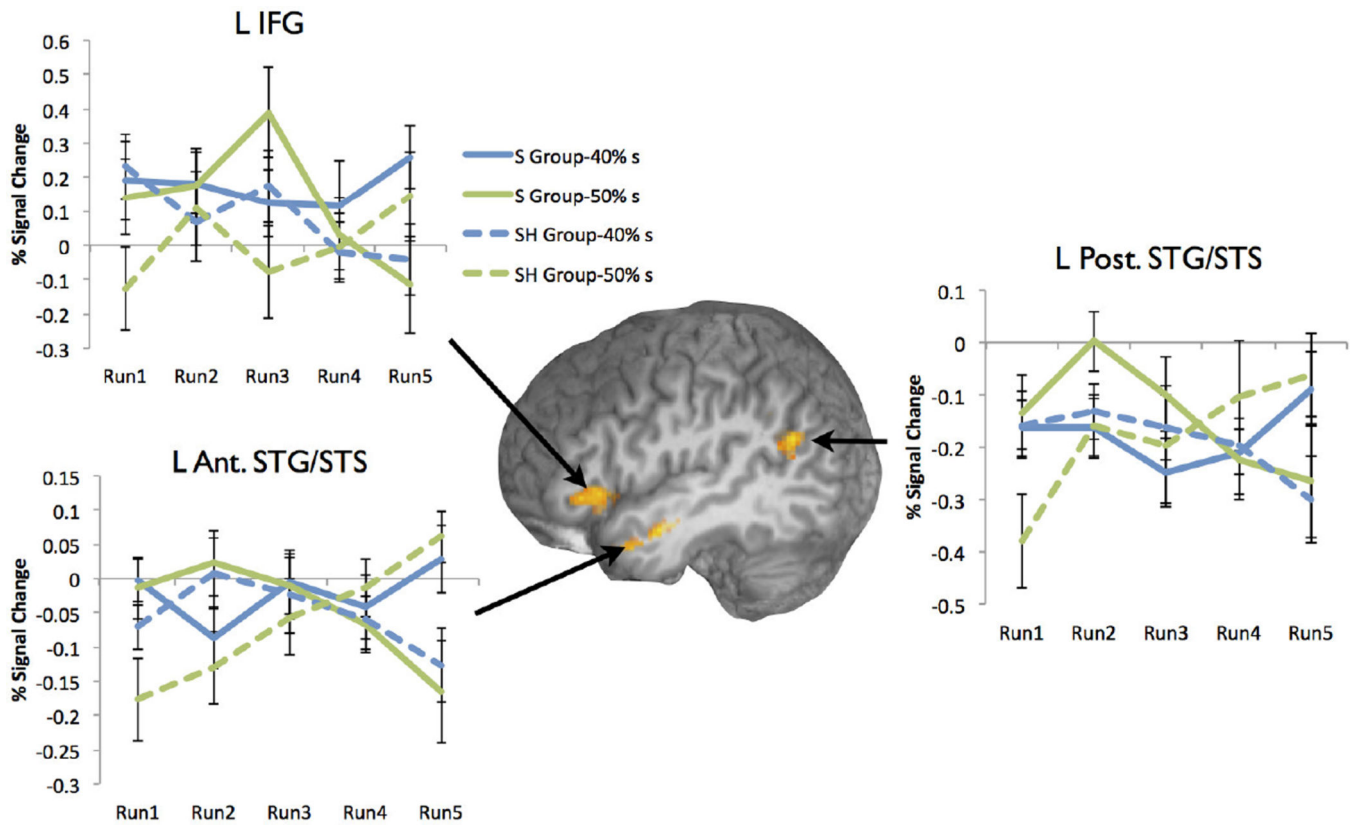 L IFG
% Signal Change
0.6
0.5
0.4
0.3
0.2
0.1
0
-0.1
-0.2
-0.3
Run1 Run2 Run3 Run4 Run5
S Group-40% s
S Group-50% s
SH Group-40% s
SH Group-50% s
L Post. STG/STS
% Signal Change
0.1
0
-0.1
-0.2
-0.3
-0.4
-0.5
Run1 Run2 Run3 Run4 Run5
L Ant. STG/STS
% Signal Change
0.15
0.1
0.05
0
-0.05
-0.1
-0.15
-0.2
-0.25
-0.3
Run1 Run2 Run3 Run4 Run5